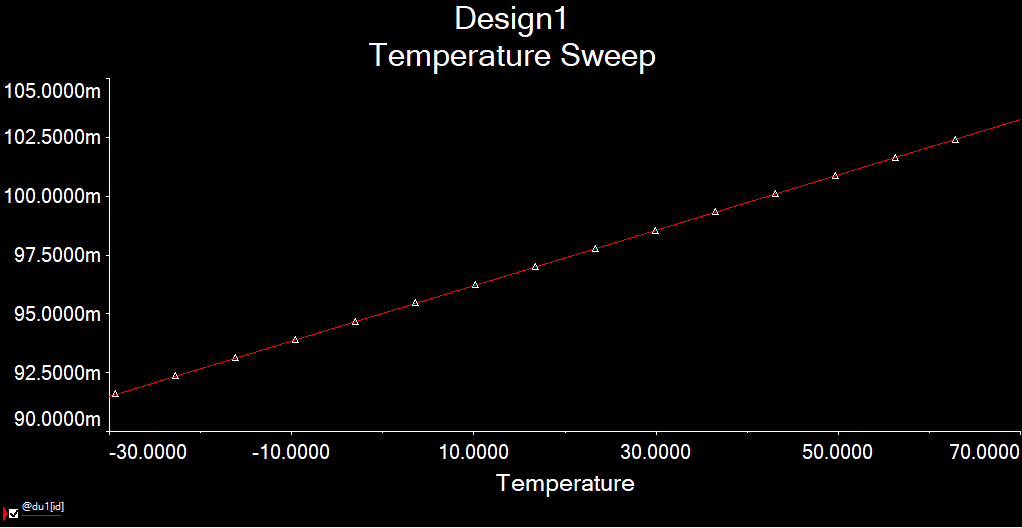 Design1
Temperature Sweep
105.0000m
102.5000m
100.0000m
97.5000m
95.0000m
92.5000m
90.0000m
-30.0000 -10.0000 10.0000 30.0000 50.0000 70.0000
Temperature
@du1[id]